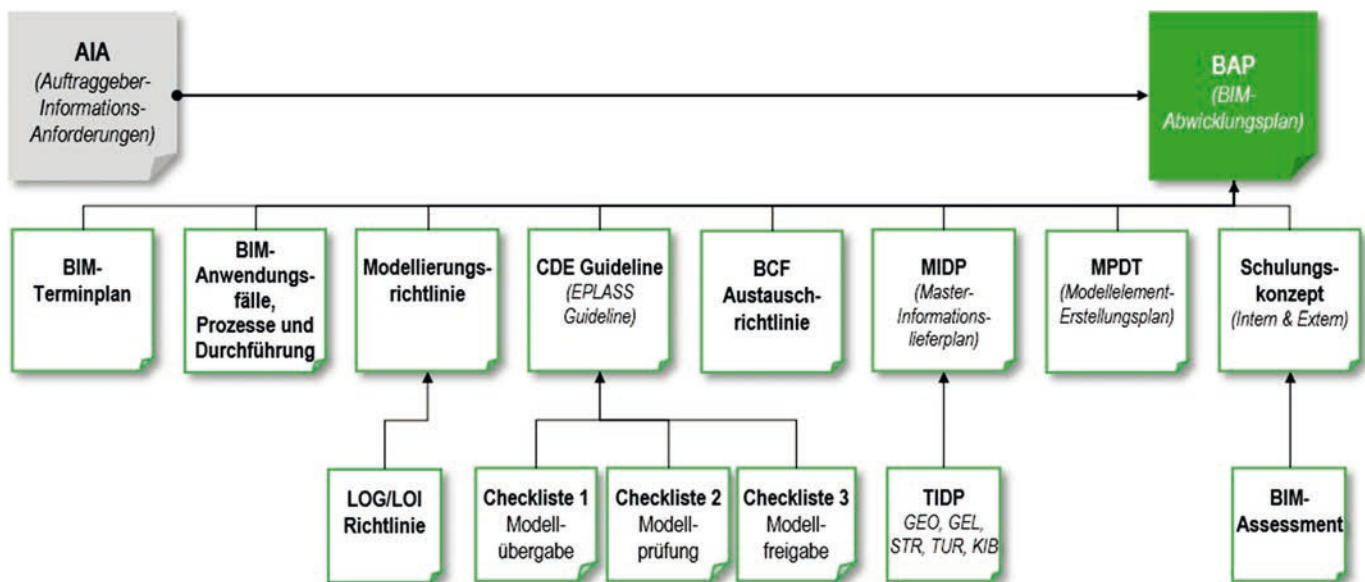 AIA
(Auftraggeber-
Informations-
Anforderungen)
BAP
(BIM-
Abwicklungsplan)
BIM-
Terminplan
BIM-
Anwendungs-
fälle,
Prozesse und
Durchführung
Modellierungs-
richtlinie
CDE Guideline
(EPLASS
Guideline)
BCF
Austausch-
richtlinie
MIDP
(Master-
Informations-
lieferplan)
MPDT
(Modellelement-
Erstellungsplan)
Schulungs-
konzept
(Intern & Extern)
LOG/LOI
Richtlinie
Checkliste 1
Modell-
übergabe
Checkliste 2
Modell-
prüfung
Checkliste 3
Modell-
freigabe
TIDP
GEO, GEL,
STR, TUR, KIB
BIM-
Assessment